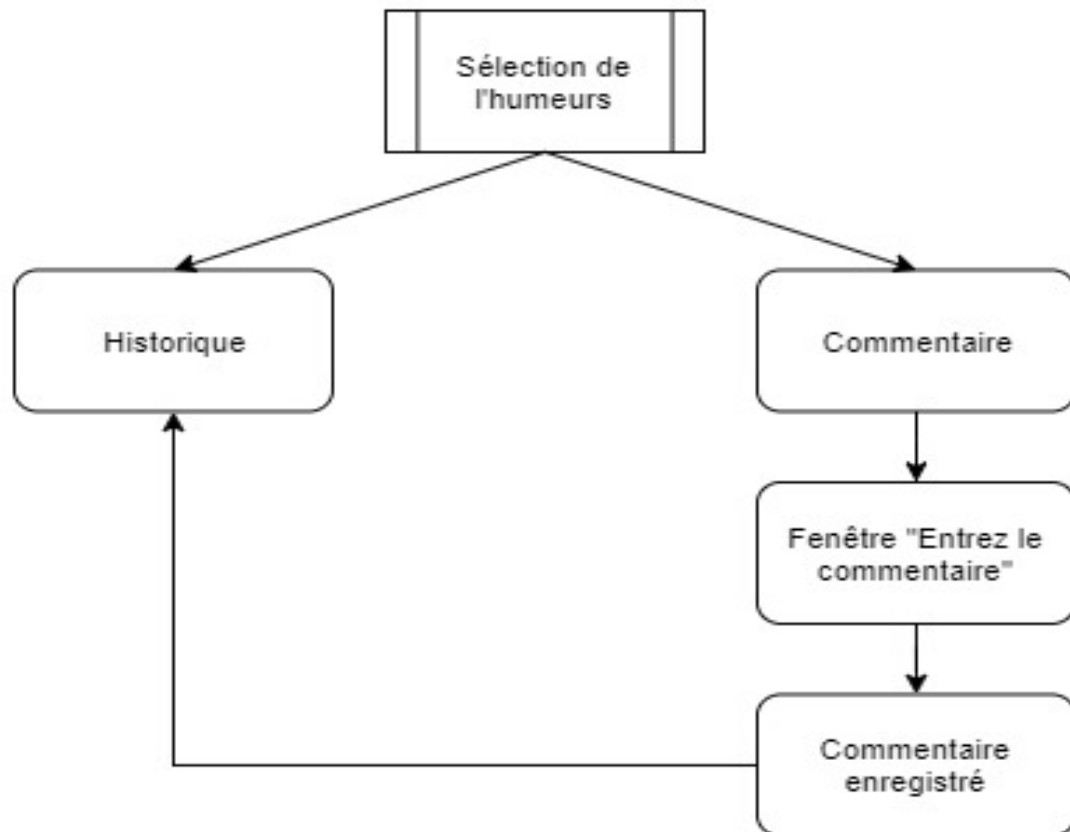 Sélection de
l'humeurs
Historique
Commentaire
Fenêtre "Entrez le
commentaire"
Commentaire
enregistré